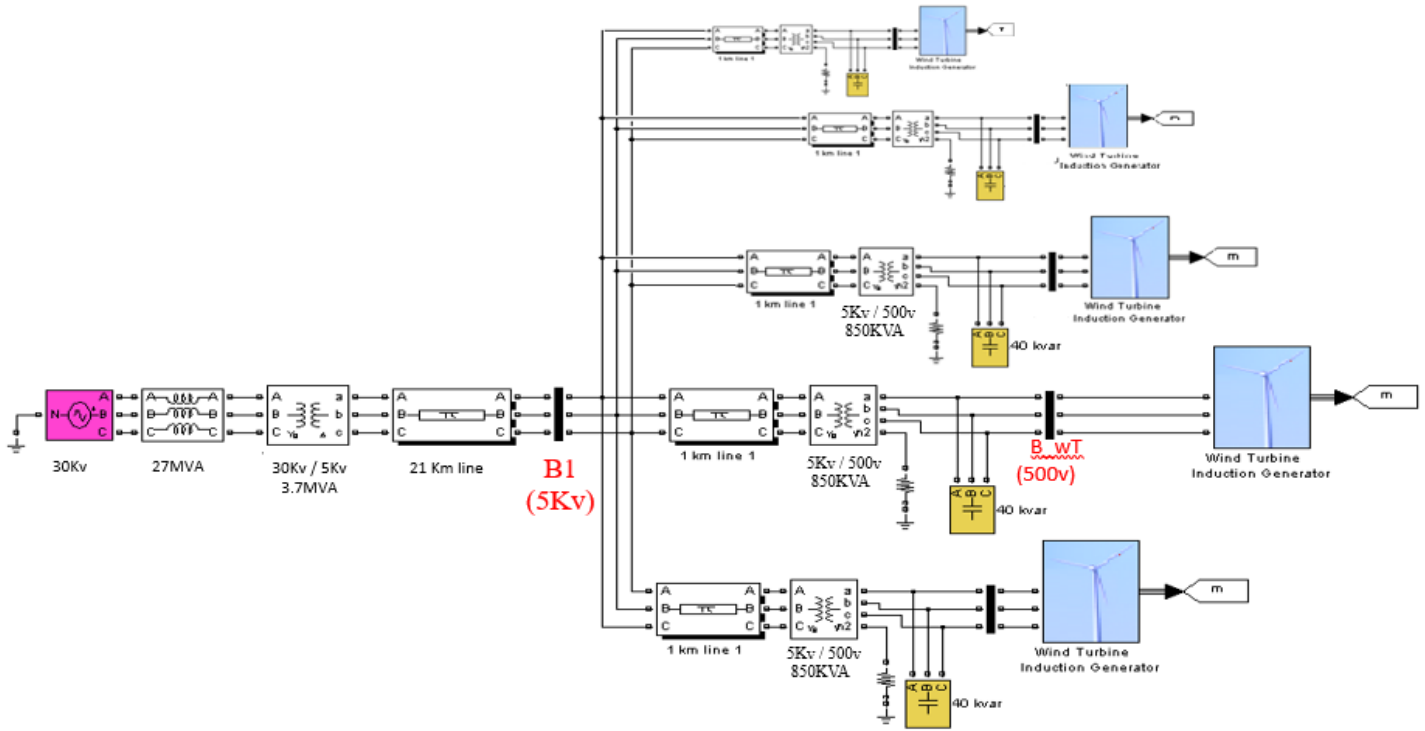 1 km line 1
Wind Turbine
Induction Generator
A
B
C
A
B
C
A
B
C
a
b
c
1 km line 1
m
Wind Turbine
Induction Generator
A
B
C
A
B
C
A
B
C
a
b
c
yn2
1 km line 1
5Kv / 500v
850KVA
A
B
C
40 kvar
m
Wind Turbine
Induction Generator
N
A
B
C
30Kv
A
B
C
A
B
C
27MVA
A
B
C
a
b
c
30Kv / 5Kv
3.7MVA
A
B
C
A
B
C
21 Km line
B1
(5Kv)
A
B
C
A
B
C
1 km line 1
A
B
C
a
b
c
yn2
5Kv / 500v
850KVA
A
B
C
40 kvar
B_wT
(500v)
m
Wind Turbine
Induction Generator
A
B
C
A
B
C
1 km line 1
A
B
C
a
b
c
yn2
5Kv / 500v
850KVA
A
B
C
40 kvar
m
Wind Turbine
Induction Generator